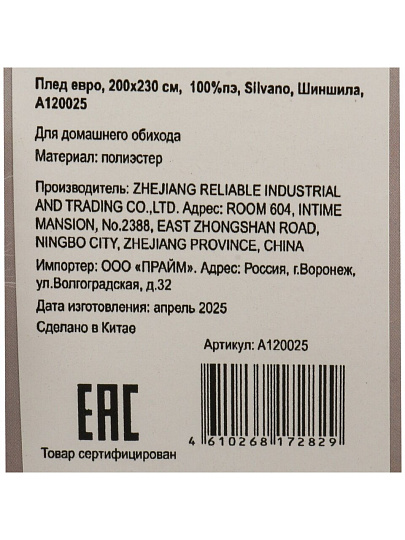 Плед евро, 200х230 см, 100%пэ, Silvano, Шиншила,
А120025
Для домашнего обихода
Материал: полиэстер
Производитель: ZHEJIANG RELIABLE INDUSTRIAL
AND TRADING CO.,LTD. Адрес: ROOM 604, INTIME
MANSION, No.2388, EAST ZHONGSHAN ROAD,
NINGBO CITY, ZHEJIANG PROVINCE, CHINA
Импортер: ООО «ПРАЙМ». Адрес: Россия, г.Воронеж,
ул.Волгоградская, д.32
Дата изготовления: апрель 2025
Сделано в Китае
Артикул: А120025
EAC
Товар сертифицирован
4 610268 172829